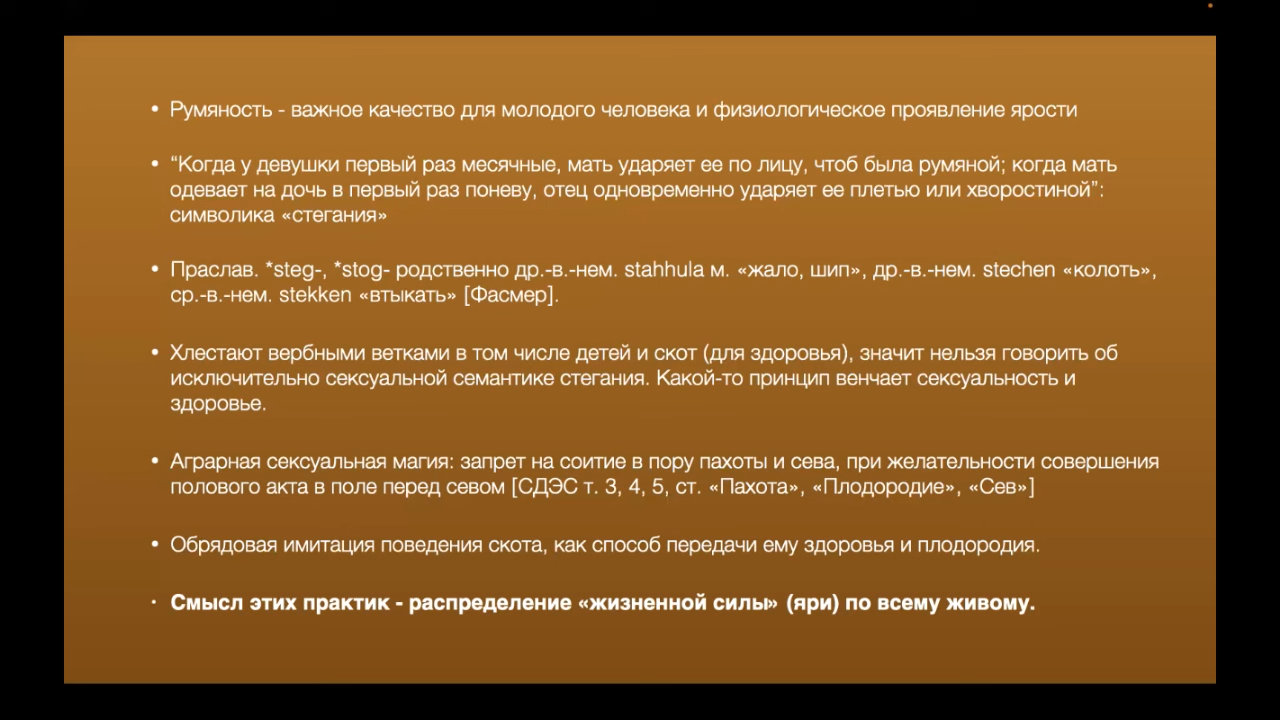 • Румяность - важное качество для молодого человека и физиологическое проявление ярости
• “Когда у девушки первый раз месячные, мать ударяет ее по лицу, чтоб была румяной; когда мать
одевает на дочь в первый раз поневу, отец одновременно ударяет ее плетью или хворостиной”:
символика «стегания»
• Праслав. *steg-, *stog- родственно др.-в.-нем. stahhula м. «жало, шип», др.-в.-нем. stechen «колоть»,
ср.-в.-нем. stekken «втыкать» [Фасмер].
• Хлестают вербными ветками в том числе детей и скот (для здоровья), значит нельзя говорить об
исключительно сексуальной семантике стегания. Какой-то принцип венчает сексуальность и
здоровье.
• Аграрная сексуальная магия: запрет на соитие в пору пахоты и сева, при желательности совершения
полового акта в поле перед севом [СДЭС т. 3, 4, 5, ст. «Пахота», «Плодородие», «Сев»]
• Обрядовая имитация поведения скота, как способ передачи ему здоровья и плодородия.
• Смысл этих практик - распределение «жизненной силы» (яри) по всему живому.